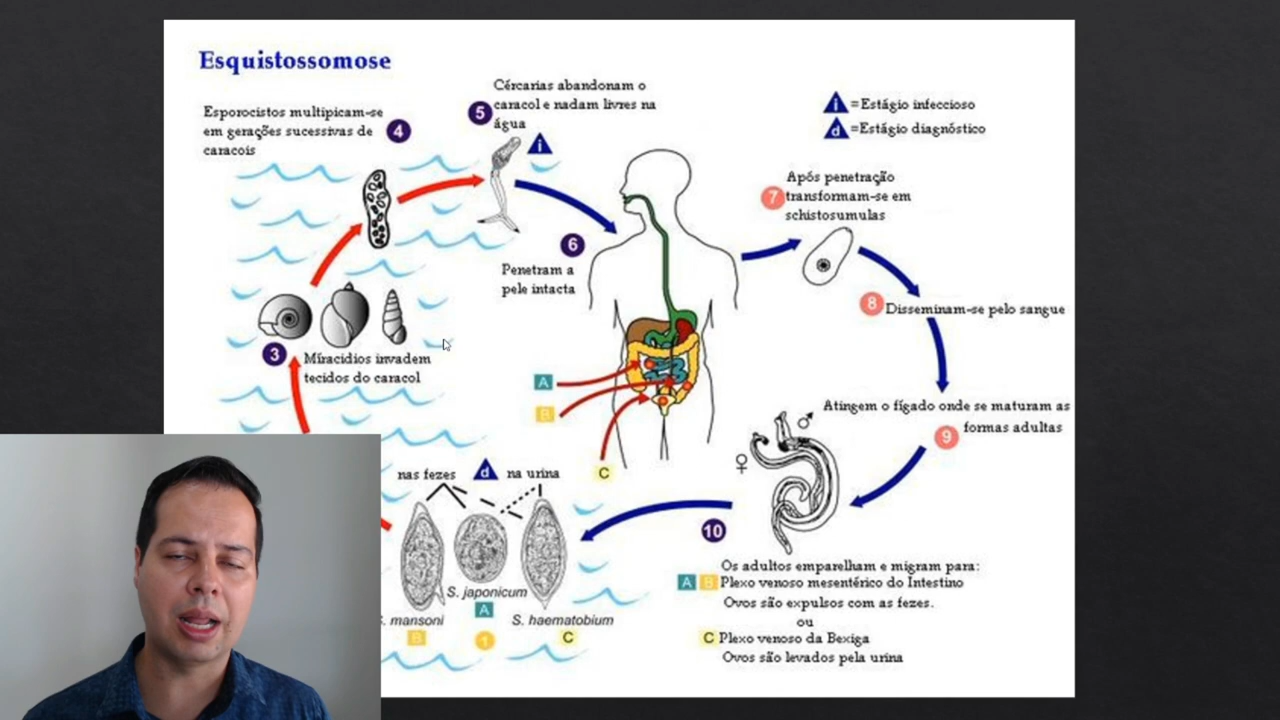 Esquistossomose
Esporocistos multipicam-se
em gerações sucessivas de
caracois
4
5
Cércarias abandonam o
caracol e nadam livres na
água
i
i =Estágio infeccioso
d =Estágio diagnóstico
6
Penetram a
pele intacta
7
Após penetração
transformam-se em
schistosumulas
8 Disseminam-se pelo sangue
3
Míracidios invadem
tecidos do caracol
A
B
C
Atingem o fígado onde se maturam as
9 formas adultas
♀
♂
nas fezes d na urina
S. japonicum
A
mansoni
B
1
S. haematobium
C
10
Os adultos emparelham e migram para:
A B Plexo venoso mesentérico do Intestino
Ovos são expulsos com as fezes.
ou
C Plexo venoso da Bexiga
Ovos são levados pela urina